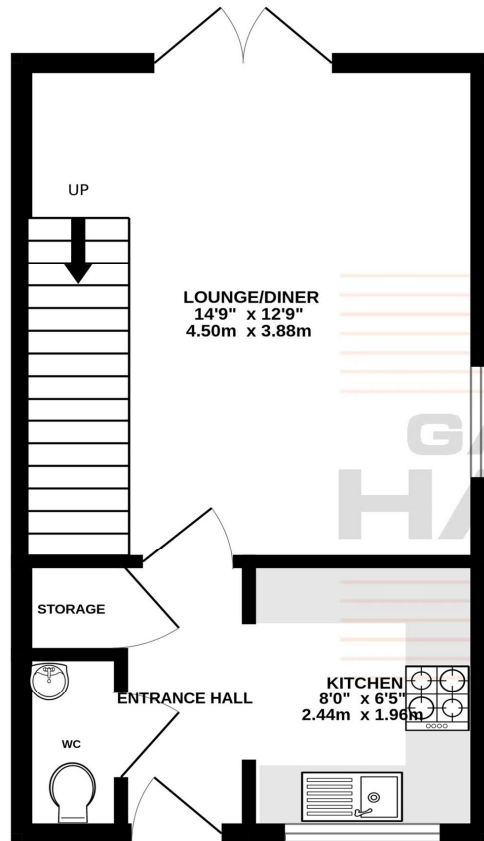 UP
LOUNGE/DINER
14'9" x 12'9"
4.50m x 3.88m
STORAGE
ENTRANCE HALL
KITCHEN
8'0" x 6'5"
2.44m x 1.96m
WC